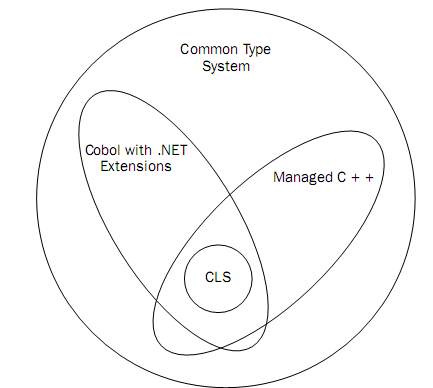 Common Type
System
Cobol with .NET
Extensions
Managed C + +
CLS